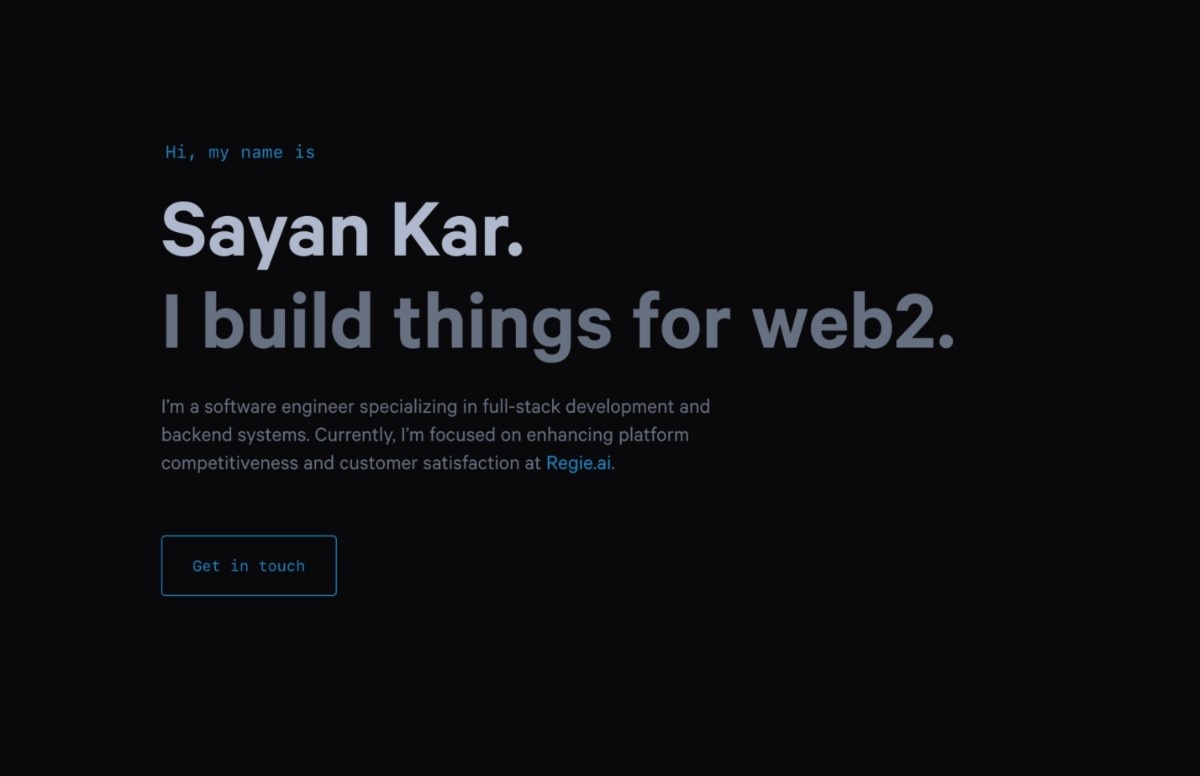 Hi, my name is
Sayan Kar.
I build things for web2.
I’m a software engineer specializing in full-stack development and
backend systems. Currently, I’m focused on enhancing platform
competitiveness and customer satisfaction at Regie.ai.
Get in touch